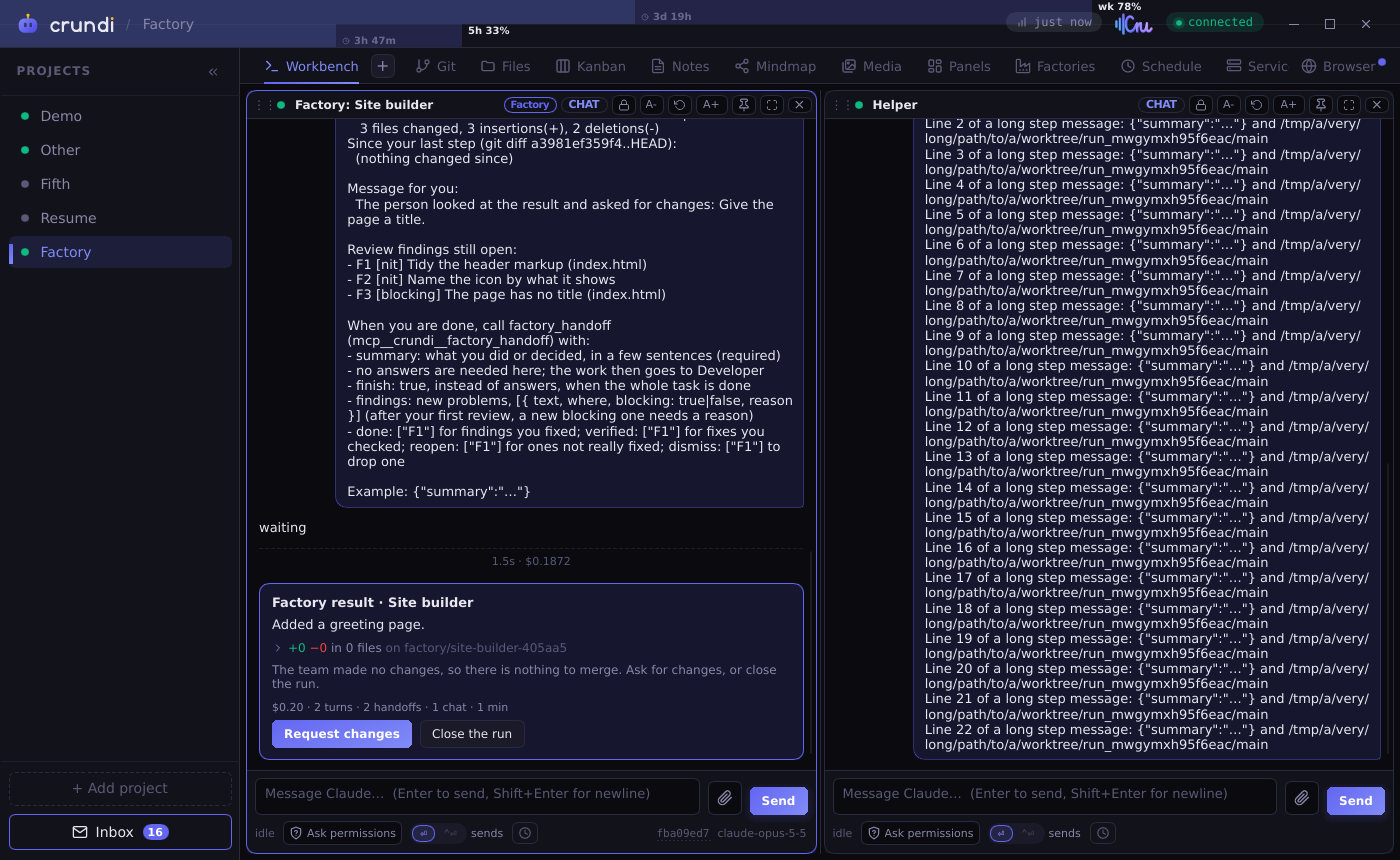 crundi / Factory
3d 19h
wk 78%
just now
Cru
connected
3h 47m
5h 33%
PROJECTS
Demo
Other
Fifth
Resume
Factory
+ Add project
Inbox 16
Workbench
Git
Files
Kanban
Notes
Mindmap
Media
Panels
Factories
Schedule
Servic
Browser
Factory: Site builder
Factory CHAT A- A+
3 files changed, 3 insertions(+), 2 deletions(-)
Since your last step (git diff a3981ef359f4..HEAD):
(nothing changed since)
Message for you:
The person looked at the result and asked for changes: Give the
page a title.
Review findings still open:
- F1 [nit] Tidy the header markup (index.html)
- F2 [nit] Name the icon by what it shows
- F3 [blocking] The page has no title (index.html)
When you are done, call factory_handoff
(mcp__crundi__factory_handoff) with:
- summary: what you did or decided, in a few sentences (required)
- no answers are needed here; the work then goes to Developer
- finish: true, instead of answers, when the whole task is done
- findings: new problems, [{ text, where, blocking: true|false, reason
}] (after your first review, a new blocking one needs a reason)
- done: ["F1"] for findings you fixed; verified: ["F1"] for fixes you
checked; reopen: ["F1"] for ones not really fixed; dismiss: ["F1"] to
drop one
Example: {"summary":"…"}
waiting
1.5s · $0.1872
Factory result · Site builder
Added a greeting page.
+0 −0 in 0 files on factory/site-builder-405aa5
The team made no changes, so there is nothing to merge. Ask for changes, or close
the run.
$0.20 · 2 turns · 2 handoffs · 1 chat · 1 min
Request changes
Close the run
Message Claude… (Enter to send, Shift+Enter for newline)
Send
idle Ask permissions sends fba09ed7 claude-opus-5-5
Helper
CHAT A- A+
Line 2 of a long step message: {"summary":"…"} and /tmp/a/very/
long/path/to/a/worktree/run_mwgymxh95f6eac/main
Line 3 of a long step message: {"summary":"…"} and /tmp/a/very/
long/path/to/a/worktree/run_mwgymxh95f6eac/main
Line 4 of a long step message: {"summary":"…"} and /tmp/a/very/
long/path/to/a/worktree/run_mwgymxh95f6eac/main
Line 5 of a long step message: {"summary":"…"} and /tmp/a/very/
long/path/to/a/worktree/run_mwgymxh95f6eac/main
Line 6 of a long step message: {"summary":"…"} and /tmp/a/very/
long/path/to/a/worktree/run_mwgymxh95f6eac/main
Line 7 of a long step message: {"summary":"…"} and /tmp/a/very/
long/path/to/a/worktree/run_mwgymxh95f6eac/main
Line 8 of a long step message: {"summary":"…"} and /tmp/a/very/
long/path/to/a/worktree/run_mwgymxh95f6eac/main
Line 9 of a long step message: {"summary":"…"} and /tmp/a/very/
long/path/to/a/worktree/run_mwgymxh95f6eac/main
Line 10 of a long step message: {"summary":"…"} and /tmp/a/very/
long/path/to/a/worktree/run_mwgymxh95f6eac/main
Line 11 of a long step message: {"summary":"…"} and /tmp/a/very/
long/path/to/a/worktree/run_mwgymxh95f6eac/main
Line 12 of a long step message: {"summary":"…"} and /tmp/a/very/
long/path/to/a/worktree/run_mwgymxh95f6eac/main
Line 13 of a long step message: {"summary":"…"} and /tmp/a/very/
long/path/to/a/worktree/run_mwgymxh95f6eac/main
Line 14 of a long step message: {"summary":"…"} and /tmp/a/very/
long/path/to/a/worktree/run_mwgymxh95f6eac/main
Line 15 of a long step message: {"summary":"…"} and /tmp/a/very/
long/path/to/a/worktree/run_mwgymxh95f6eac/main
Line 16 of a long step message: {"summary":"…"} and /tmp/a/very/
long/path/to/a/worktree/run_mwgymxh95f6eac/main
Line 17 of a long step message: {"summary":"…"} and /tmp/a/very/
long/path/to/a/worktree/run_mwgymxh95f6eac/main
Line 18 of a long step message: {"summary":"…"} and /tmp/a/very/
long/path/to/a/worktree/run_mwgymxh95f6eac/main
Line 19 of a long step message: {"summary":"…"} and /tmp/a/very/
long/path/to/a/worktree/run_mwgymxh95f6eac/main
Line 20 of a long step message: {"summary":"…"} and /tmp/a/very/
long/path/to/a/worktree/run_mwgymxh95f6eac/main
Line 21 of a long step message: {"summary":"…"} and /tmp/a/very/
long/path/to/a/worktree/run_mwgymxh95f6eac/main
Line 22 of a long step message: {"summary":"…"} and /tmp/a/very/
long/path/to/a/worktree/run_mwgymxh95f6eac/main
Message Claude… (Enter to send, Shift+Enter for newline)
Send
idle Ask permissions sends